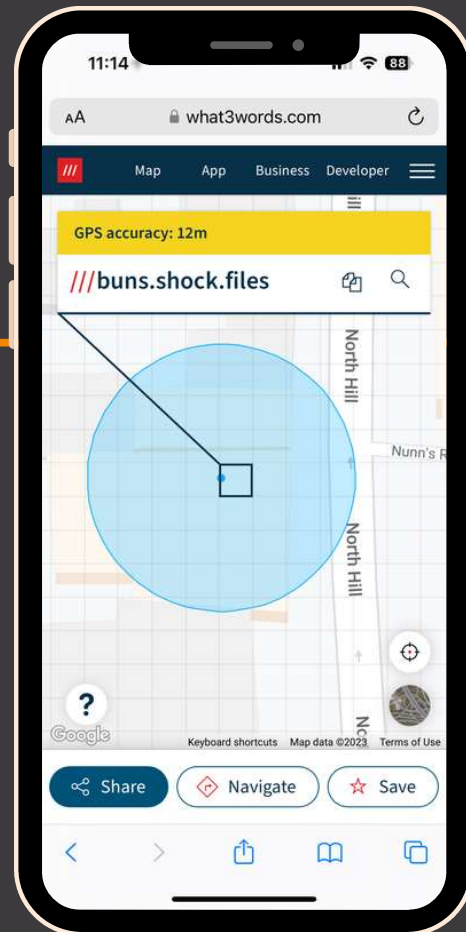 11:14
88
AA what3words.com
/// Map App Business Developer
Hill
GPS accuracy: 12m
///buns.shock.files
North Hill
Nunn's R
North Hill
?
No
Google
Keyboard shortcuts Map data ©2023 Terms of Use
Share Navigate Save